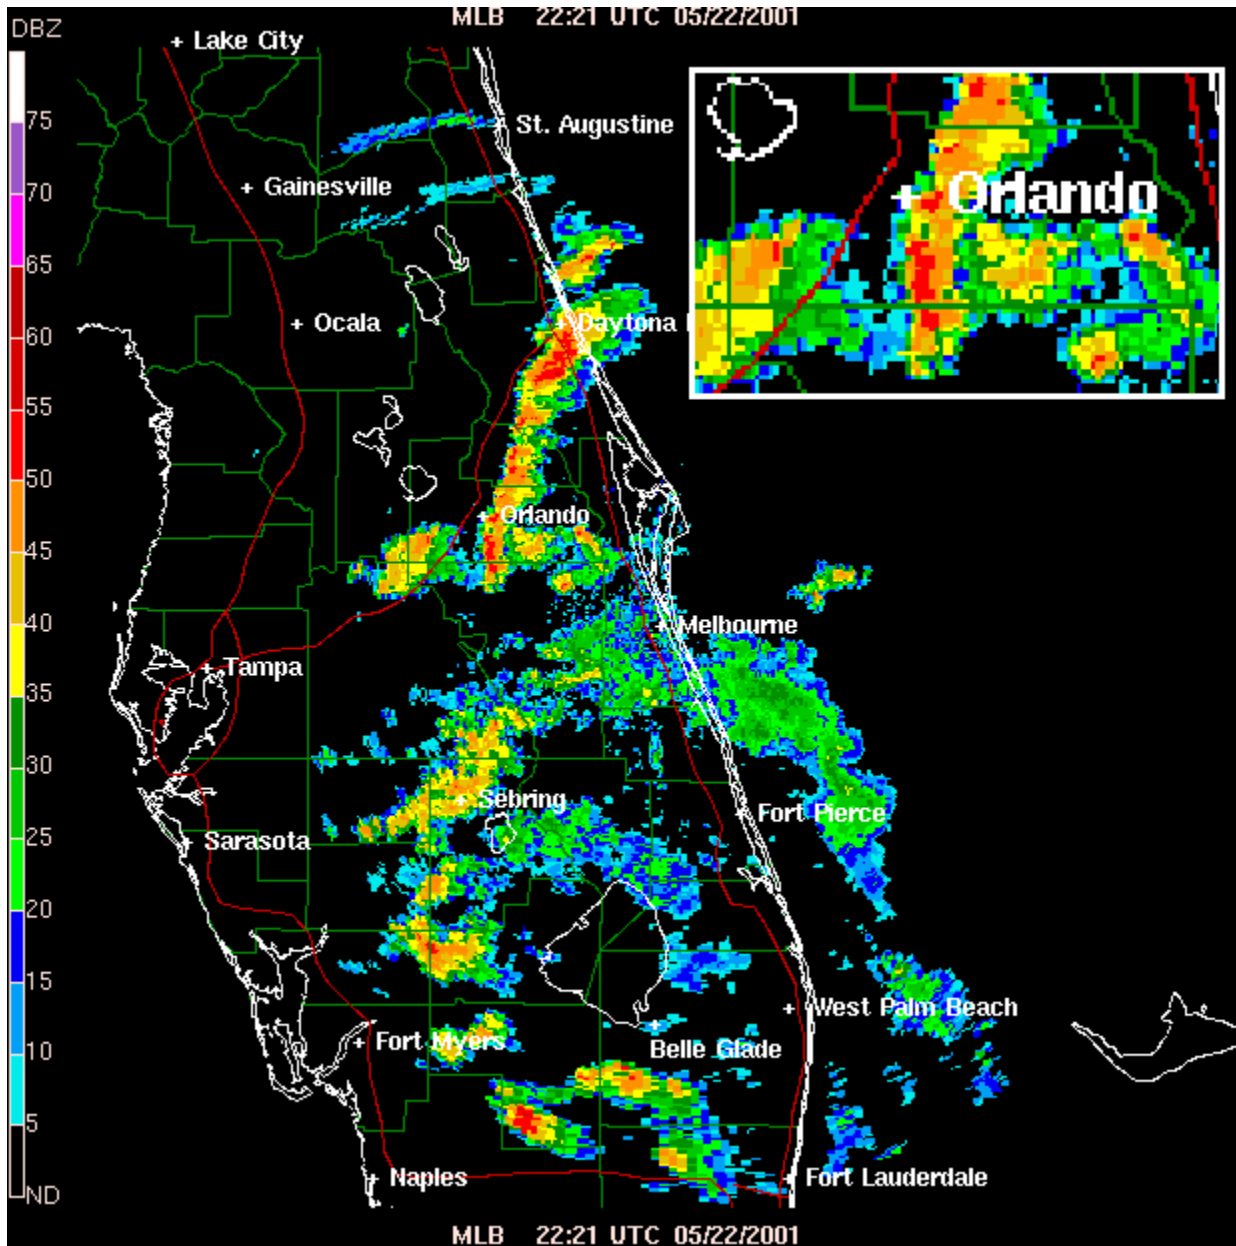 MLB 22:21 UTC 05/22/2001
DBZ
Lake City
75
St. Augustine
70
Gainesville
Orlando
65
60
Ocala
Daytona
55
50
Orlando
45
40
Melbourne
Tampa
35
30
Sebring
Fort Pierce
25
Sarasota
20
15
West Palm Beach
10
Fort Myers
Belle Glade
5
ND
Naples
Fort Lauderdale
MLB 22:21 UTC 05/22/2001